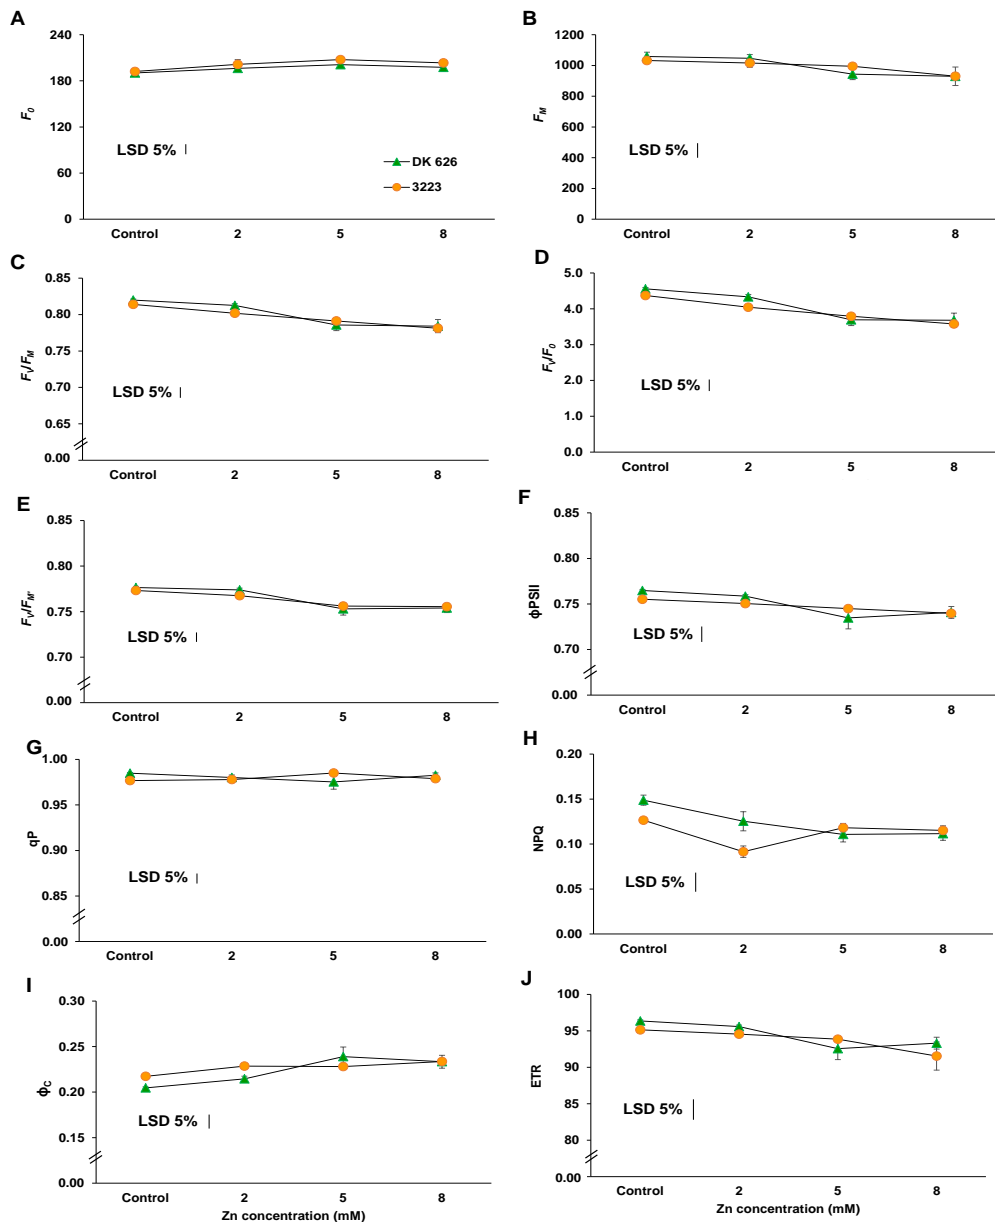 A
240
180
120
60
0
F0
LSD 5%
DK 626
3223
Control 2 5 8
B
1200
1000
800
600
400
200
0
FM
LSD 5%
Control 2 5 8
C
0.85
0.80
0.75
0.70
0.65
0.00
FV/FM
LSD 5%
Control 2 5 8
D
5.0
4.0
3.0
2.0
1.0
0.0
FV/F0
LSD 5%
Control 2 5 8
E
0.85
0.80
0.75
0.70
0.00
FV'/FM'
LSD 5%
Control 2 5 8
F
0.85
0.80
0.75
0.70
0.00
ϕPSII
LSD 5%
Control 2 5 8
G
1.00
0.95
0.90
0.85
0.00
qP
LSD 5%
Control 2 5 8
H
0.20
0.15
0.10
0.05
0.00
NPQ
LSD 5%
Control 2 5 8
I
0.30
0.25
0.20
0.15
0.00
ϕC
LSD 5%
Control 2 5 8
Zn concentration (mM)
J
100
95
90
85
80
0.00
ETR
LSD 5%
Control 2 5 8
Zn concentration (mM)